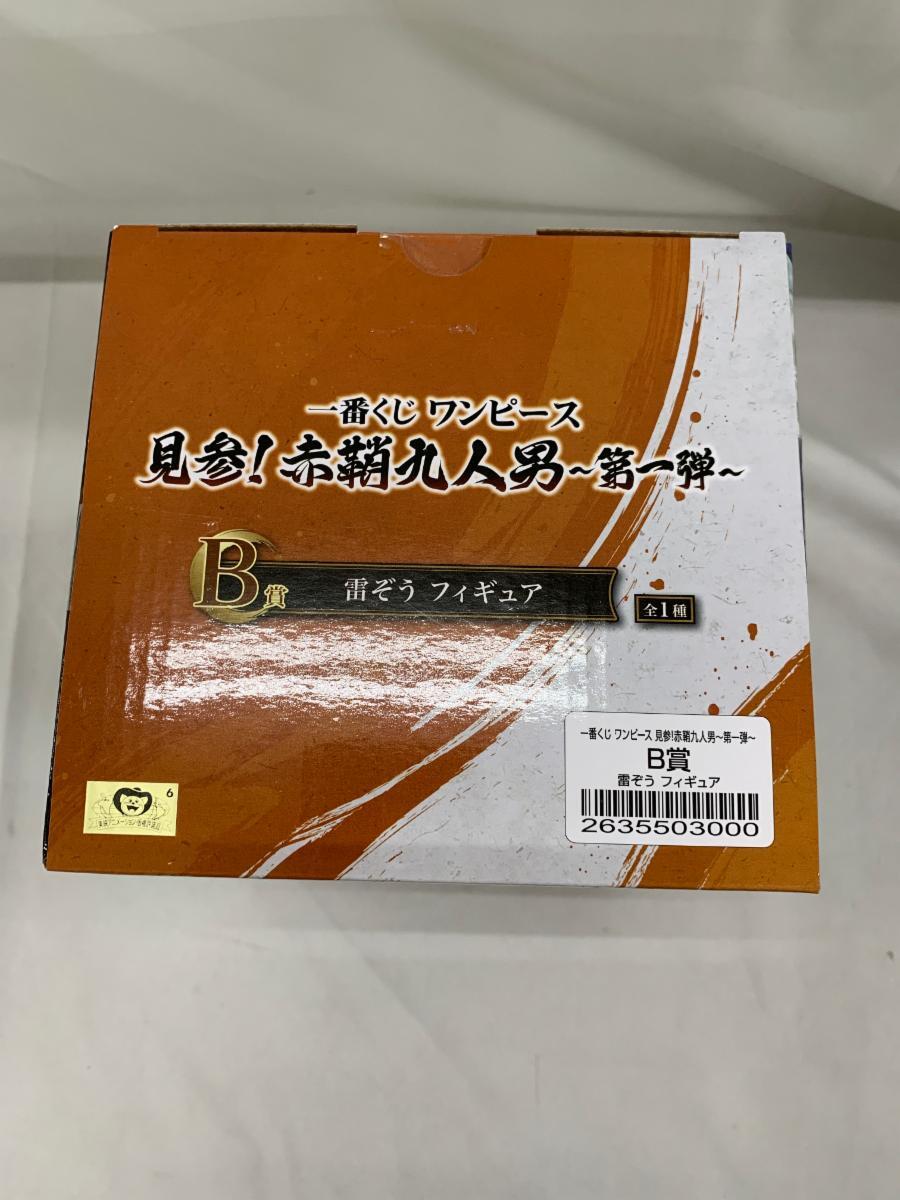 一番くじ ワンピース
見参!赤鞘九人男~第一弾~
B賞
雷ぞう フィギュア
全1種
一番くじ ワンピース 見参!赤鞘九人男~第一弾~
B賞
雷ぞう フィギュア
2635503000
6